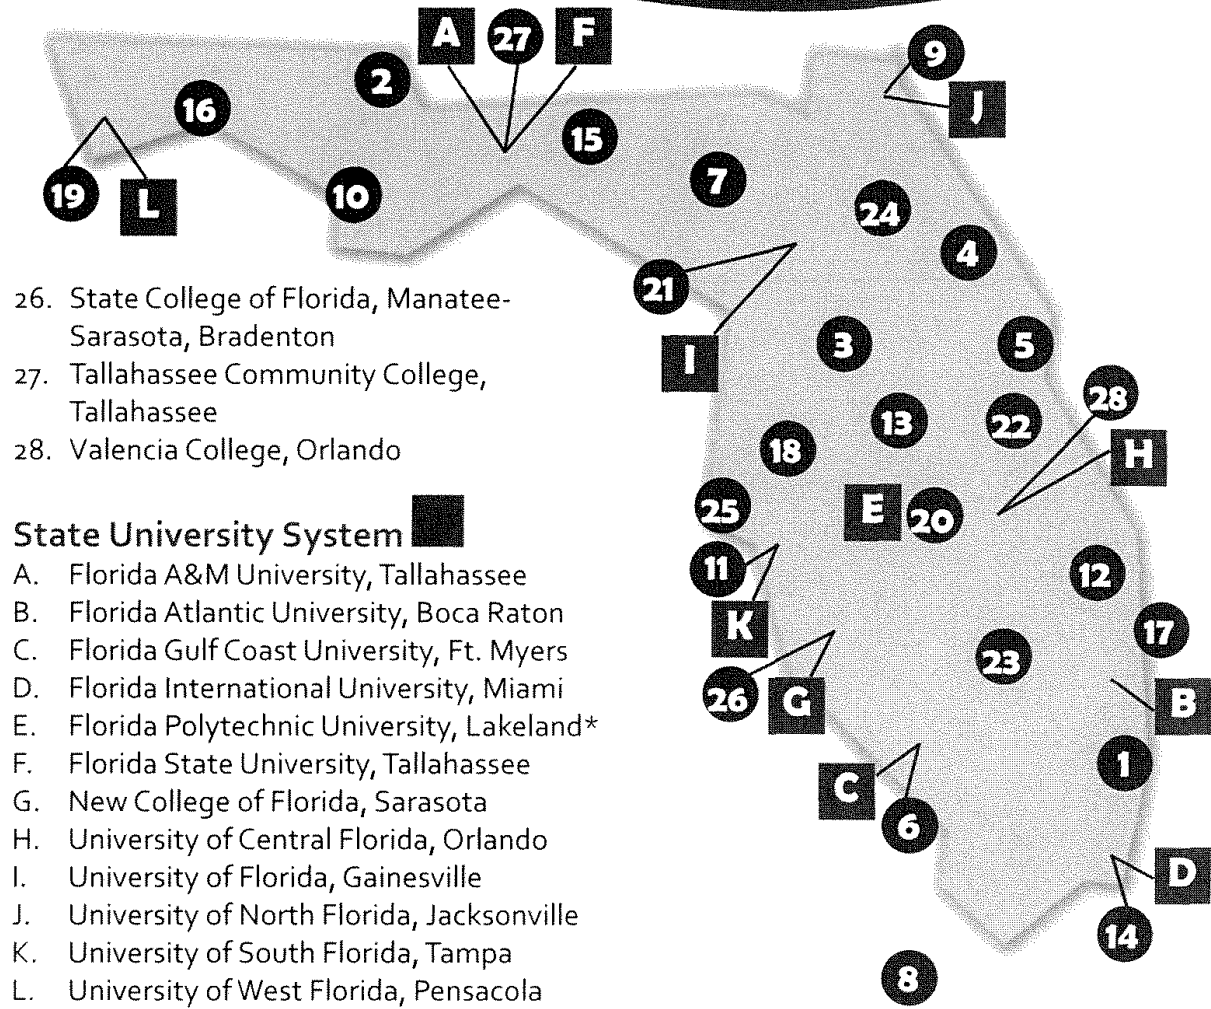 A 27 F
9
J
2
16
15
19 L
10
7
24
4
21
I
3
5
28
H
13
22
18
25
E 20
11
12
K
17
26
G
23
B
1
C
6
D
14
8
26. State College of Florida, Manatee-
Sarasota, Bradenton
27. Tallahassee Community College,
Tallahassee
28. Valencia College, Orlando
State University System
A. Florida A&M University, Tallahassee
B. Florida Atlantic University, Boca Raton
C. Florida Gulf Coast University, Ft. Myers
D. Florida International University, Miami
E. Florida Polytechnic University, Lakeland*
F. Florida State University, Tallahassee
G. New College of Florida, Sarasota
H. University of Central Florida, Orlando
I. University of Florida, Gainesville
J. University of North Florida, Jacksonville
K. University of South Florida, Tampa
L. University of West Florida, Pensacola